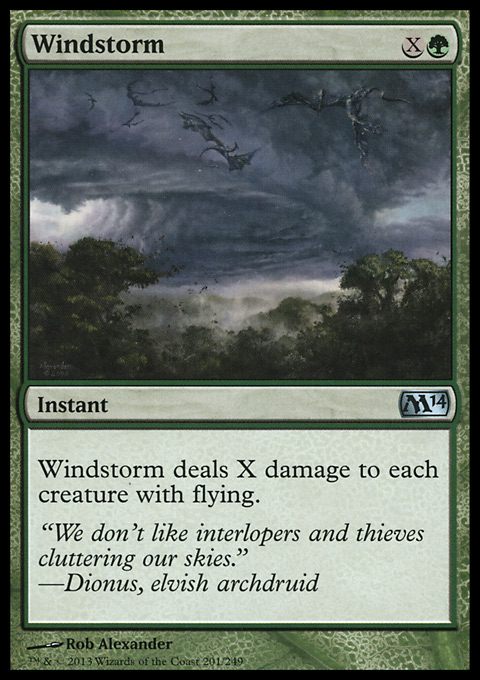 Windstorm X
Instant M14
Windstorm deals X damage to each
creature with flying.
“We don’t like interlopers and thieves
cluttering our skies.”
—Dionus, elvish archdruid
Rob Alexander
™ & © 2013 Wizards of the Coast 201/249